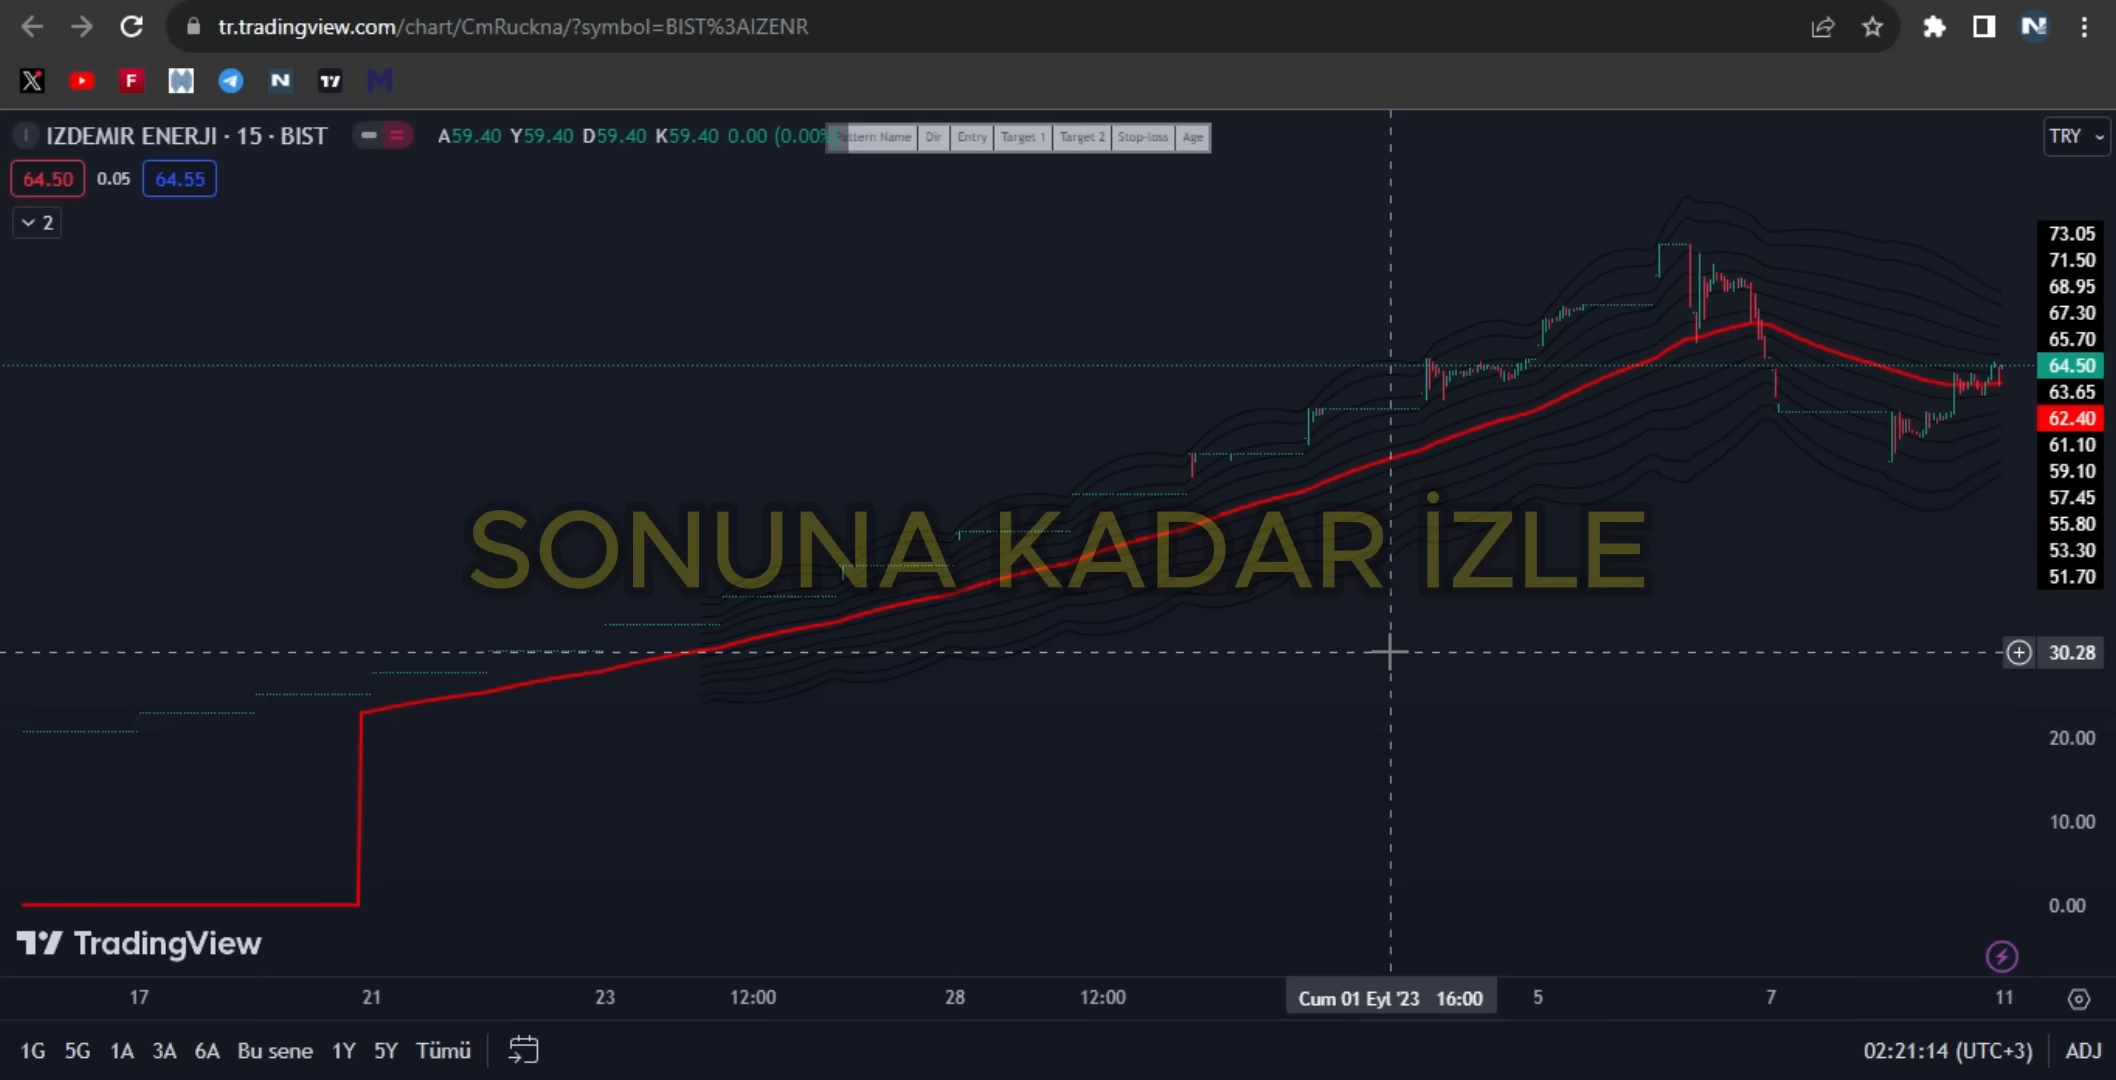 tr.tradingview.com/chart/CmRuckna/?symbol=BIST%3AIZENR
IZDEMIR ENERJI · 15 · BIST A59.40 Y59.40 D59.40 K59.40 0.00 (0.00%
Pattern Name Dir Entry Target 1 Target 2 Stop-loss Age
TRY
64.50 0.05 64.55
2
73.05
71.50
68.95
67.30
65.70
64.50
63.65
62.40
61.10
59.10
57.45
55.80
53.30
51.70
SONUNA KADAR İZLE
30.28
20.00
10.00
0.00
TradingView
17 21 23 12:00 28 12:00 Cum 01 Eyl '23 16:00 5 7 11
1G 5G 1A 3A 6A Bu sene 1Y 5Y Tümü 02:21:14 (UTC+3) ADJ